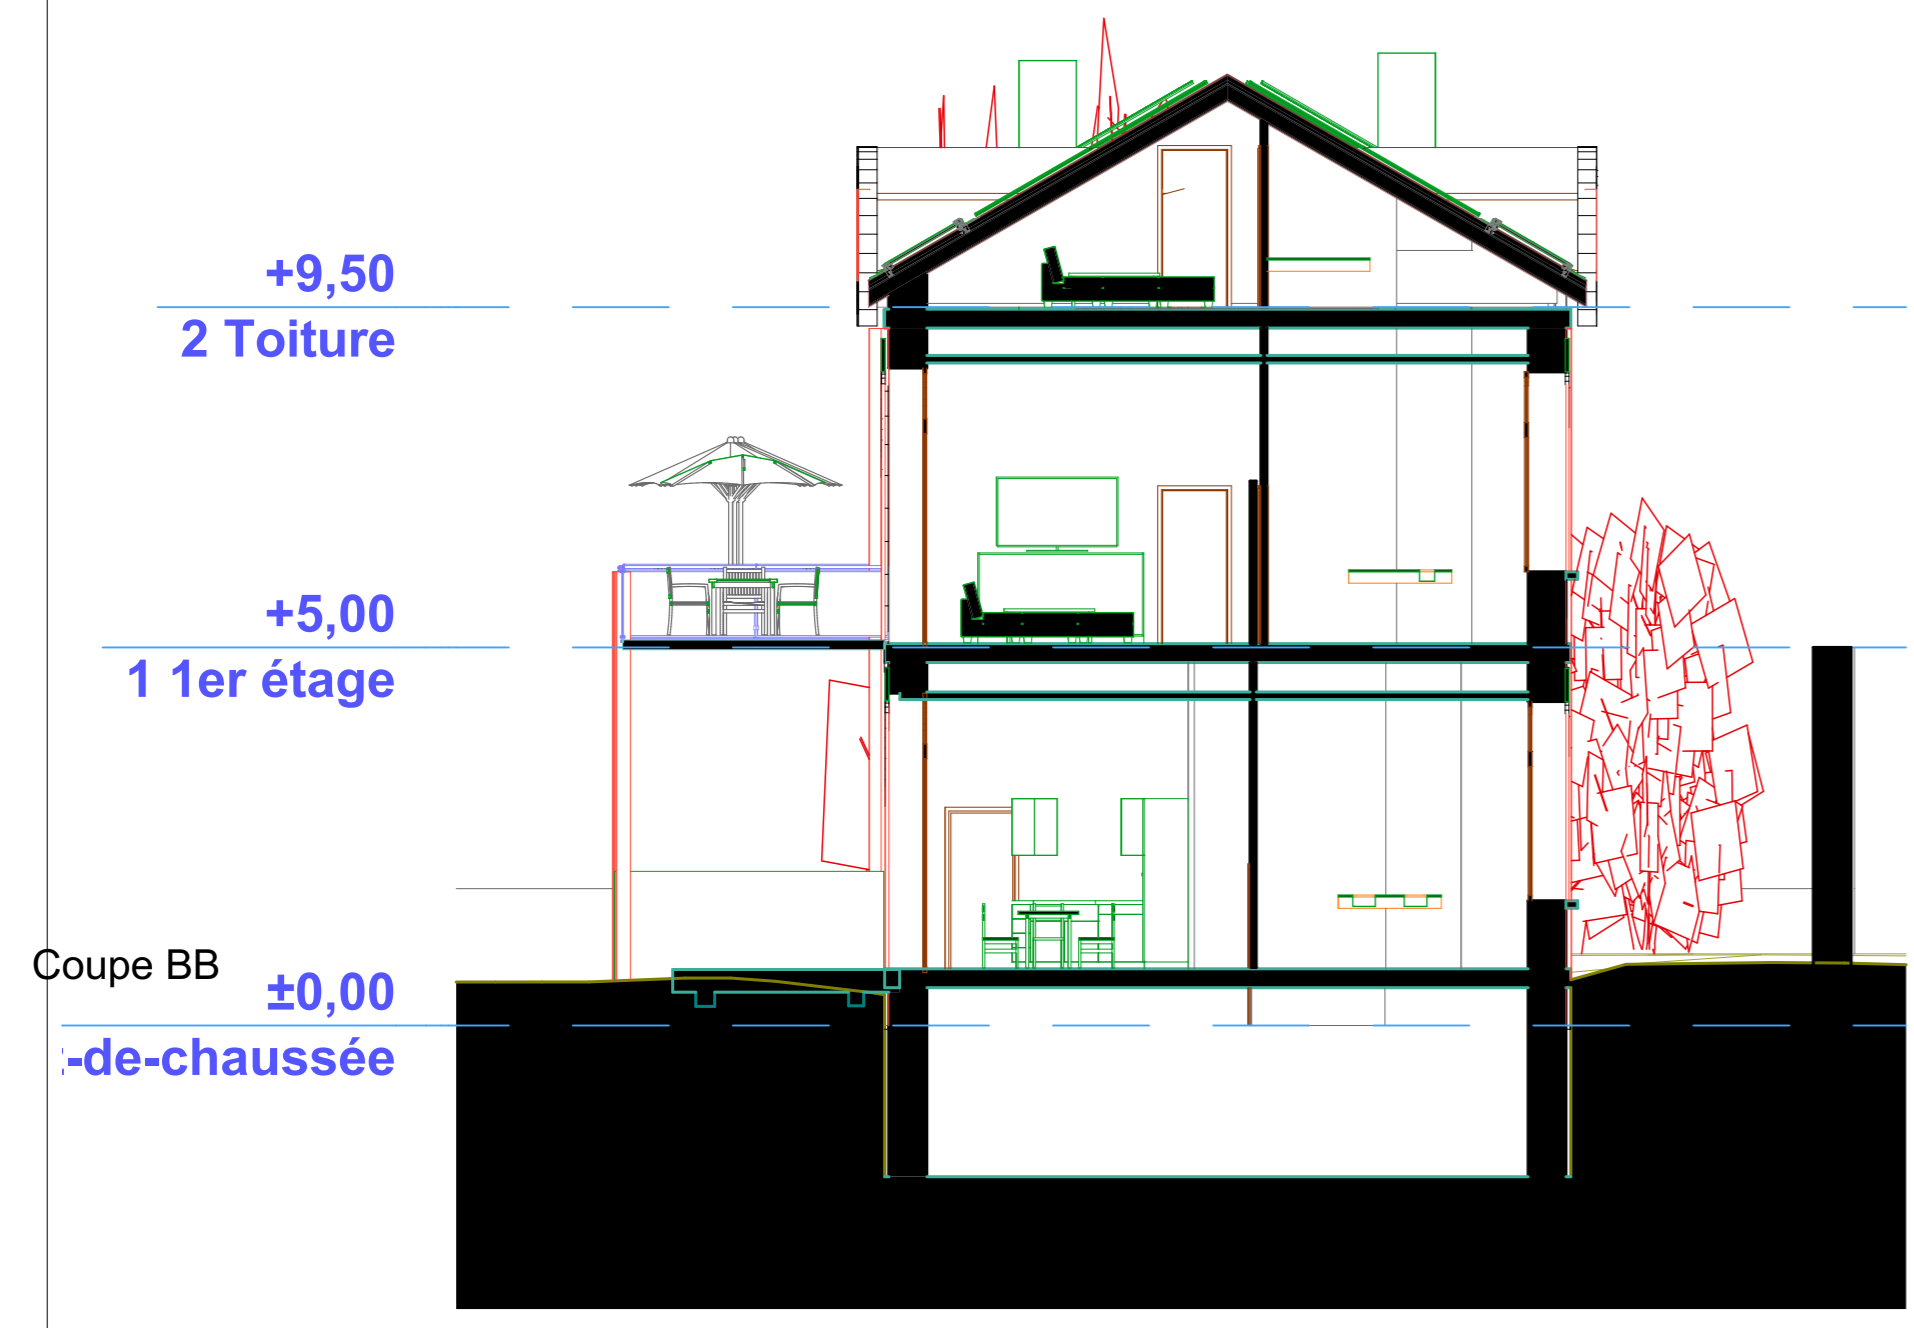 +9,50
2 Toiture
+5,00
1 1er étage
Coupe BB
±0,00
-de-chaussée